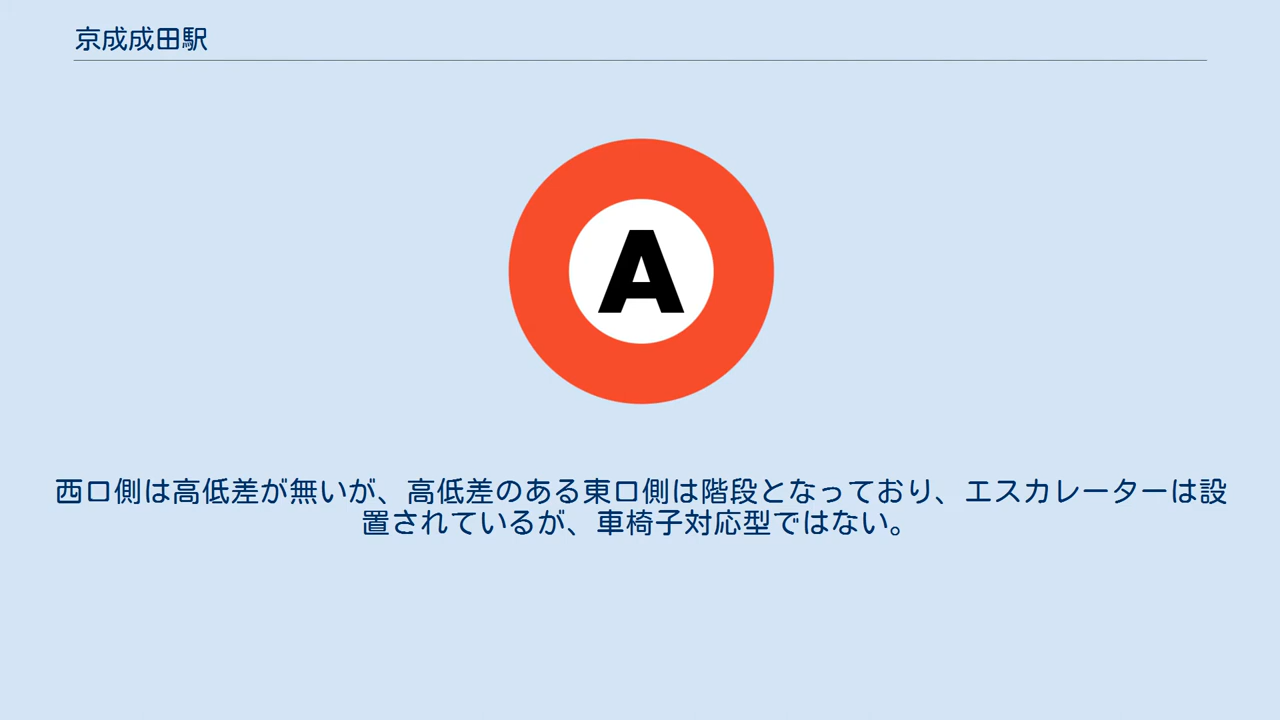 京成成田駅
A
西口側は高低差が無いが、高低差のある東口側は階段となっており、エスカレーターは設
置されているが、車椅子対応型ではない。